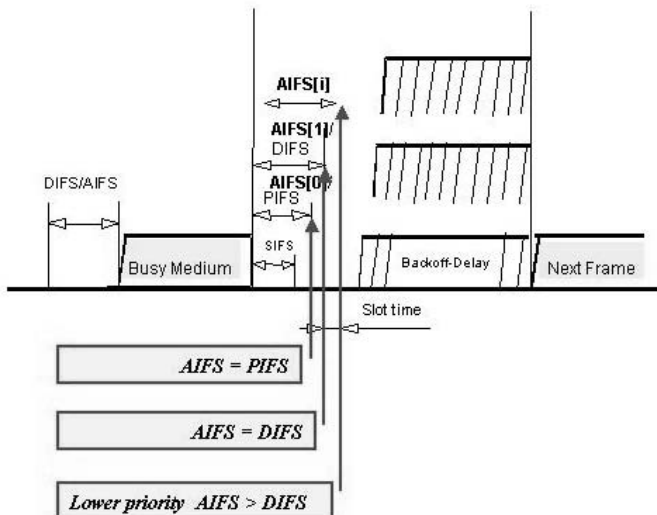 AIFS[i]
AIFS[1]/
DIFS
AIFS[0]/
PIFS
DIFS/AIFS
SIFS
Busy Medium
Backoff-Delay
Next Frame
Slot time
AIFS = PIFS
AIFS = DIFS
Lower priority AIFS > DIFS